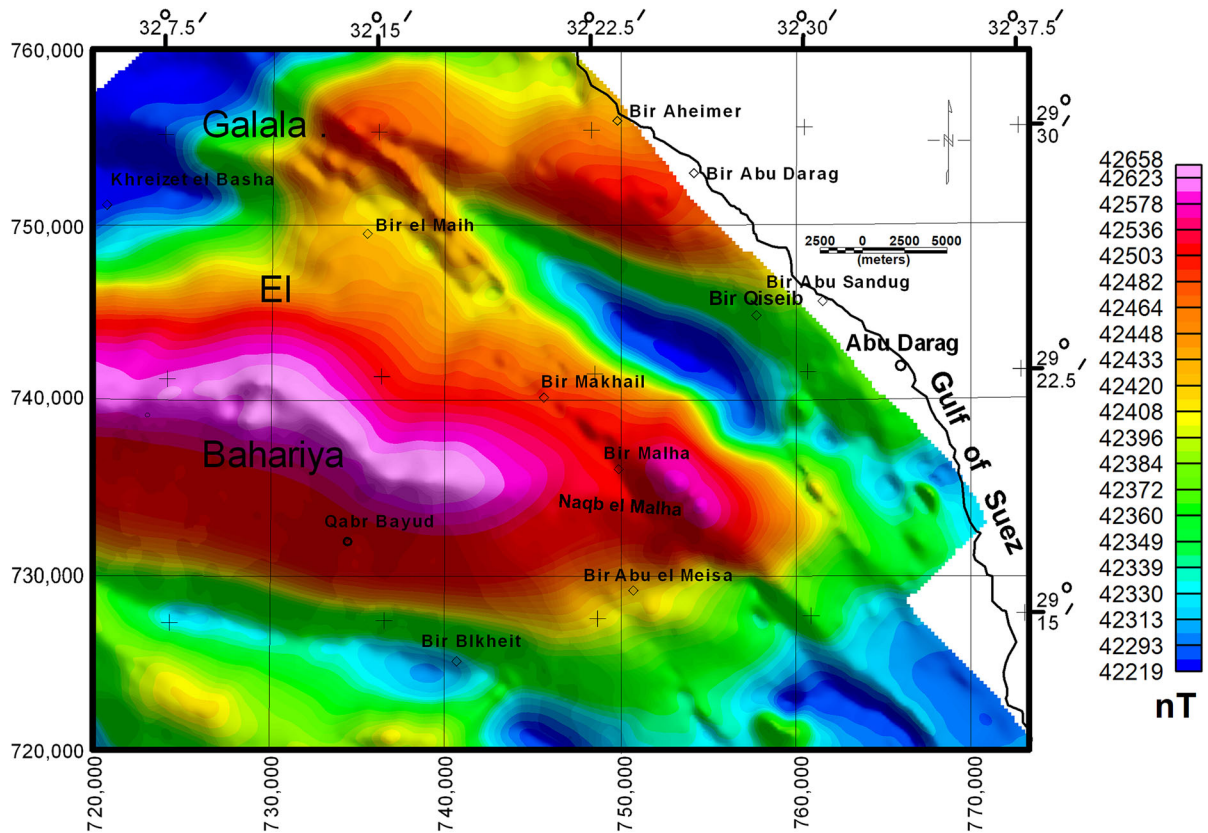 32° 7.5′
32° 15′
32° 22.5′
32° 30′
32° 37.5′
760,000
750,000
740,000
730,000
720,000
Bir Aheimer
29° 30′
Galala .
N
Khreizet el Basha
Bir Abu Darag
Bir el Maih
2500 0 2500 5000
(meters)
El
Bir Abu Sandug
Bir Qiseib
Abu Darag
29° 22.5′
Bir Makhail
Gulf of Suez
Bahariya
Bir Malha
Naqb el Malha
Qabr Bayud
Bir Abu el Meisa
29° 15′
Bir Blkheit
720,000
730,000
740,000
750,000
760,000
770,000
42658
42623
42578
42536
42503
42482
42464
42448
42433
42420
42408
42396
42384
42372
42360
42349
42339
42330
42313
42293
42219
nT